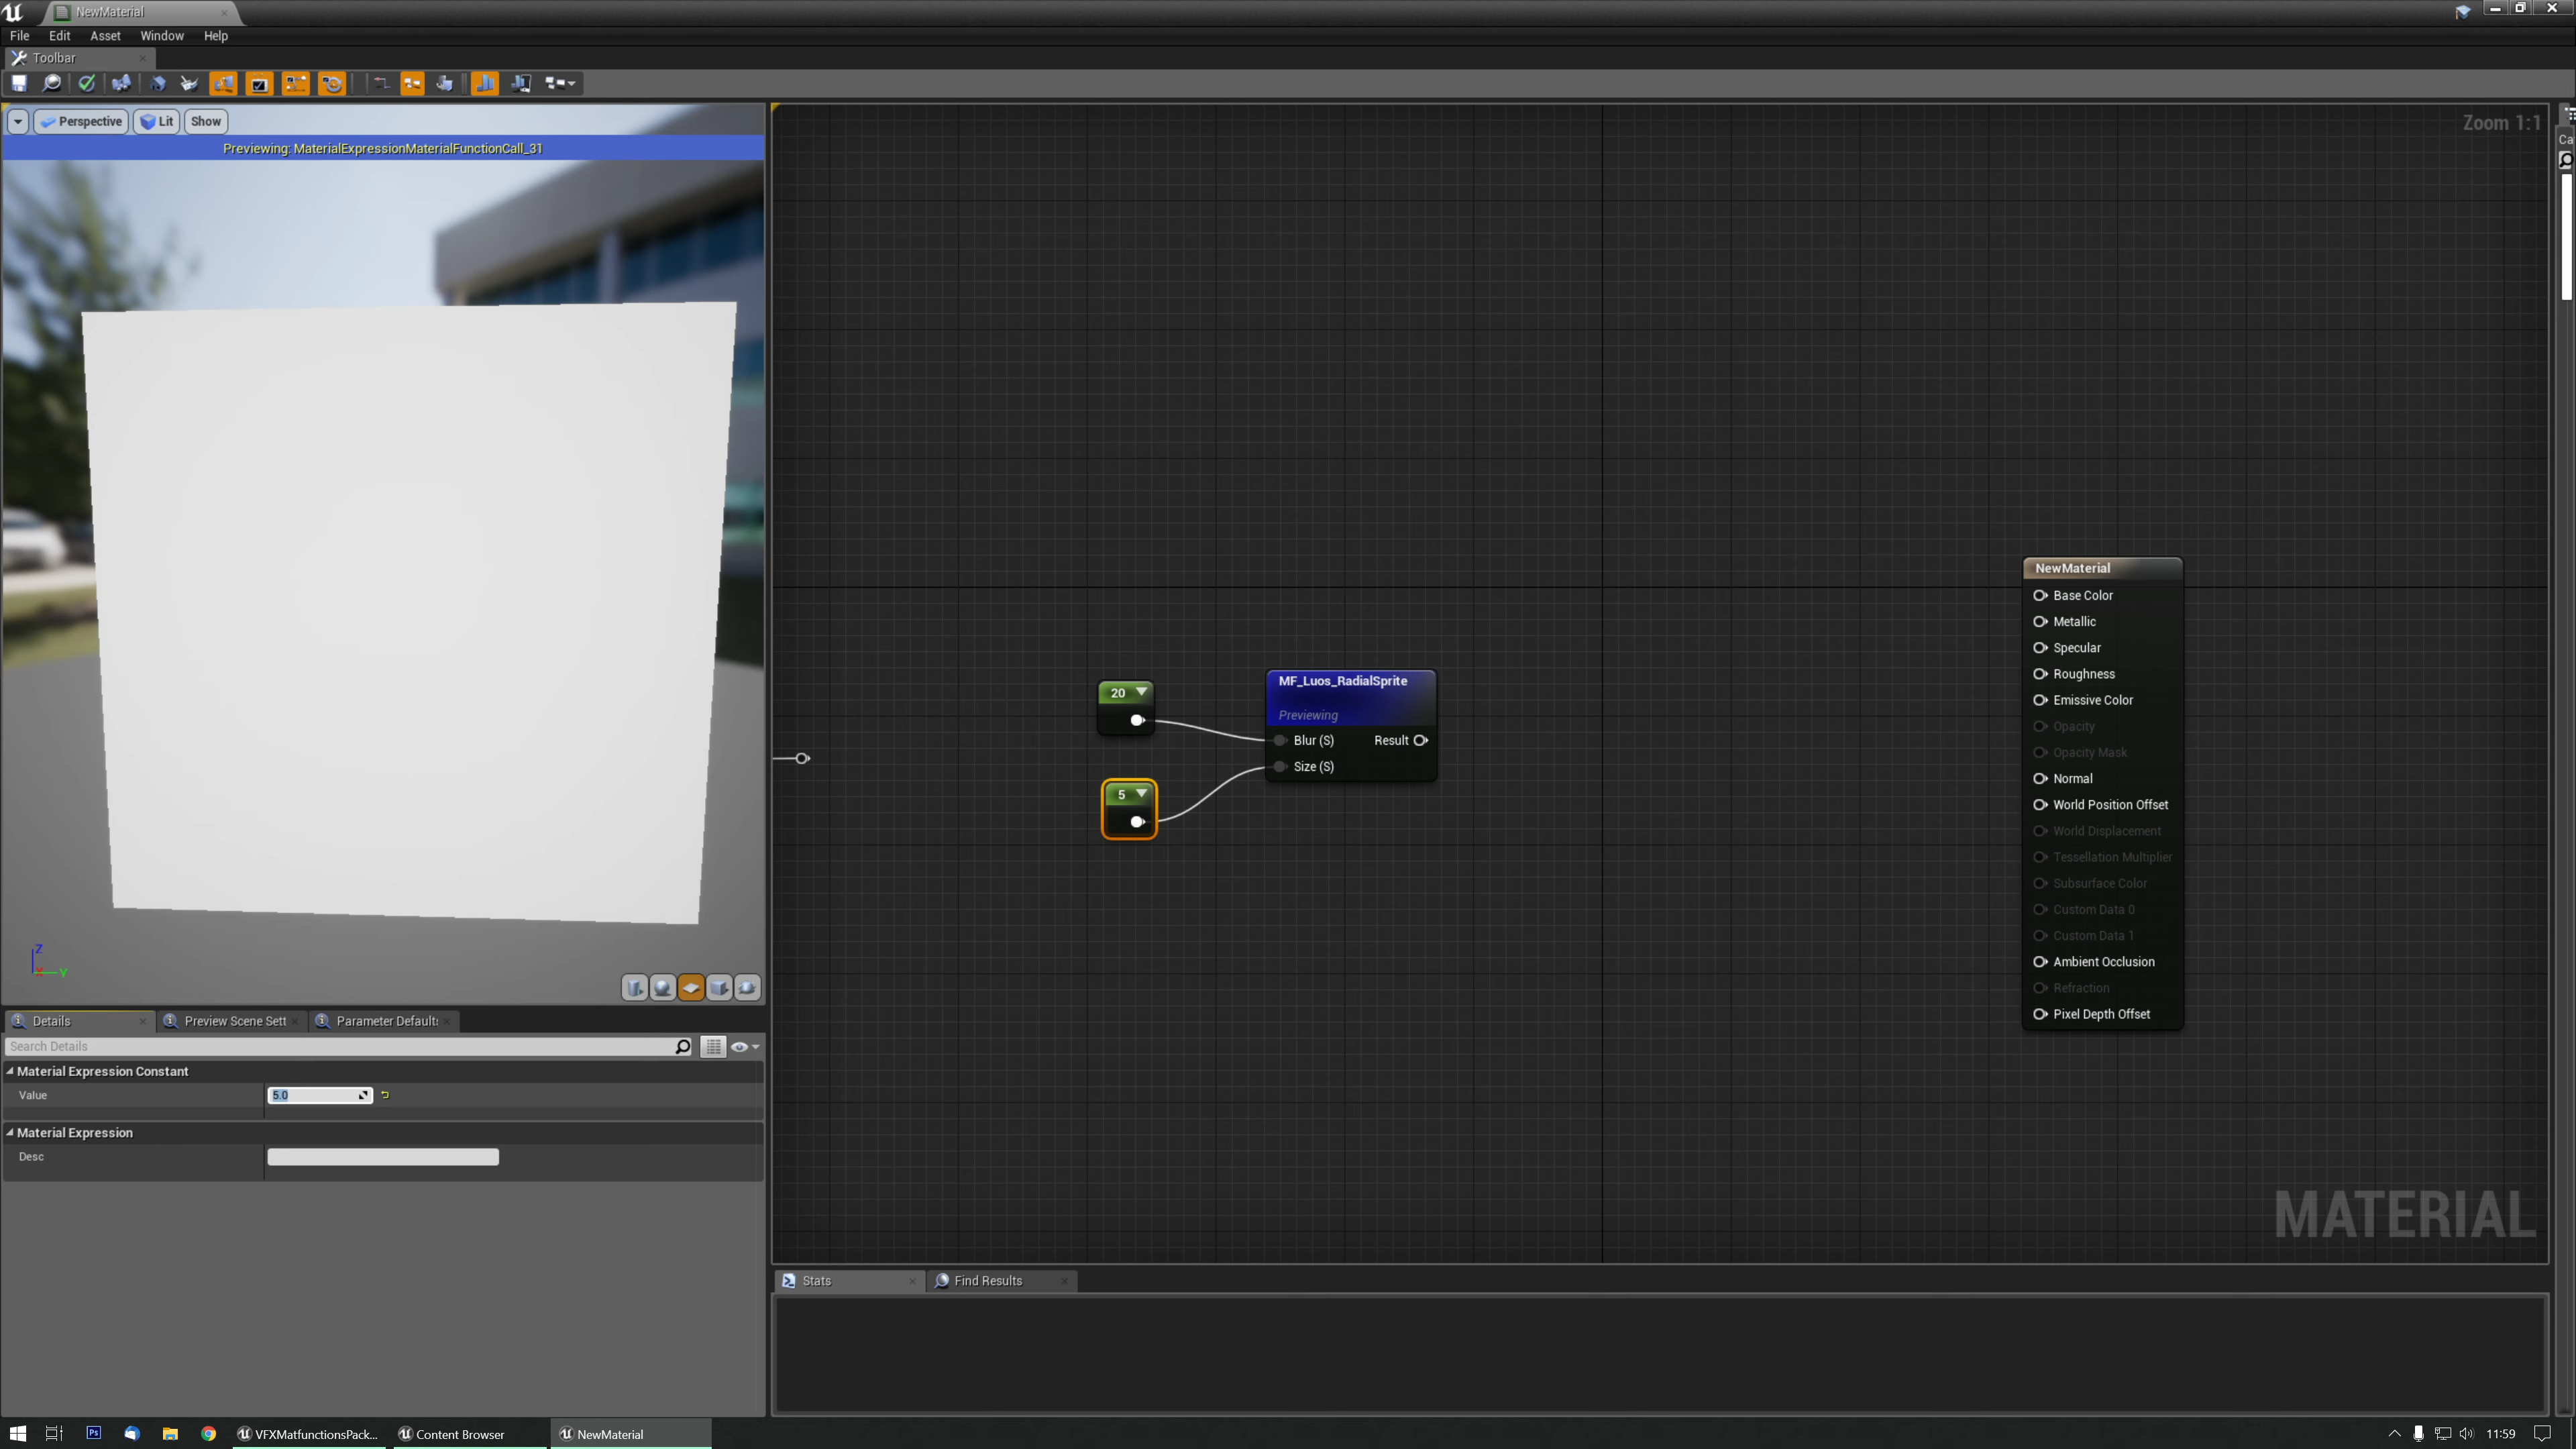 NewMaterial
File Edit Asset Window Help
Toolbar
Perspective Lit Show
Previewing: MaterialExpressionMaterialFunctionCall_31
Zoom 1:1
Ca
NewMaterial
Base Color
Metallic
Specular
Roughness
Emissive Color
Opacity
Opacity Mask
Normal
World Position Offset
World Displacement
Tessellation Multiplier
Subsurface Color
Custom Data 0
Custom Data 1
Ambient Occlusion
Refraction
Pixel Depth Offset
20
MF_Luos_RadialSprite
Previewing
Blur (S) Result
Size (S)
5
Z
X Y
MATERIAL
Details Preview Scene Sett Parameter Default
Search Details
Material Expression Constant
Value 5.0
Material Expression
Desc
Stats Find Results
Ps VFXMatfunctionsPack... Content Browser NewMaterial 11:59